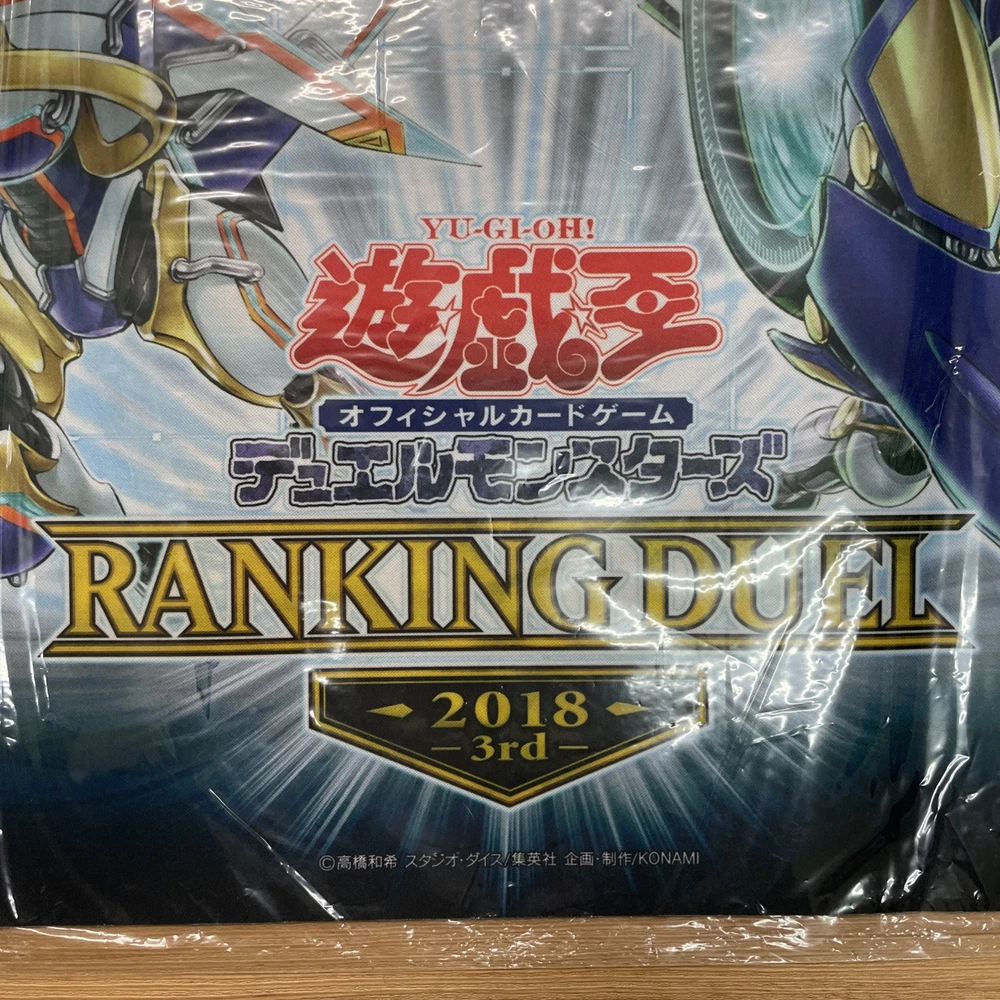 YU-GI-OH!
遊☆戯☆王
オフィシャルカードゲーム
デュエルモンスターズ
RANKING DUEL
2018
-3rd-
©高橋和希 スタジオ・ダイス/集英社 企画・制作/KONAMI